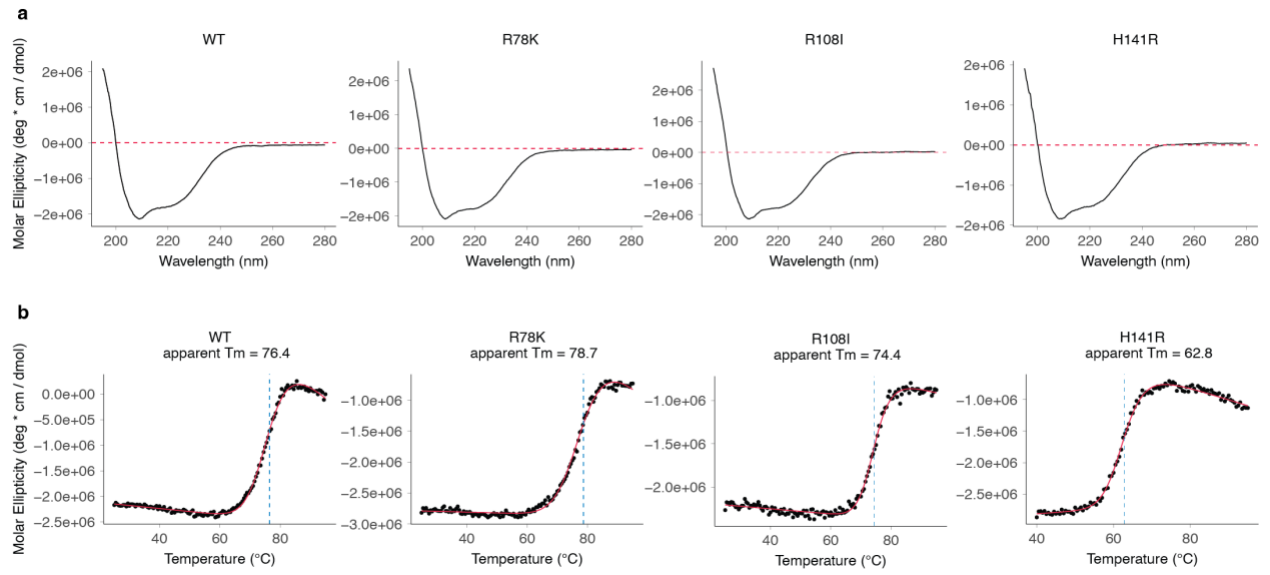 a
WT
R78K
R108I
H141R
Molar Ellipticity (deg * cm / dmol)
2e+06
1e+06
0e+00
−1e+06
−2e+06
200 220 240 260 280
Wavelength (nm)
2e+06
1e+06
0e+00
−1e+06
−2e+06
200 220 240 260 280
Wavelength (nm)
2e+06
1e+06
0e+00
−1e+06
−2e+06
200 220 240 260 280
Wavelength (nm)
2e+06
1e+06
0e+00
−1e+06
−2e+06
200 220 240 260 280
Wavelength (nm)
b
WT
apparent Tm = 76.4
R78K
apparent Tm = 78.7
R108I
apparent Tm = 74.4
H141R
apparent Tm = 62.8
Molar Ellipticity (deg * cm / dmol)
0.0e+00
−5.0e+05
−1.0e+06
−1.5e+06
−2.0e+06
−2.5e+06
40 60 80
Temperature (°C)
−1.0e+06
−1.5e+06
−2.0e+06
−2.5e+06
−3.0e+06
40 60 80
Temperature (°C)
−1.0e+06
−1.5e+06
−2.0e+06
40 60 80
Temperature (°C)
−1.0e+06
−1.5e+06
−2.0e+06
−2.5e+06
40 60 80
Temperature (°C)